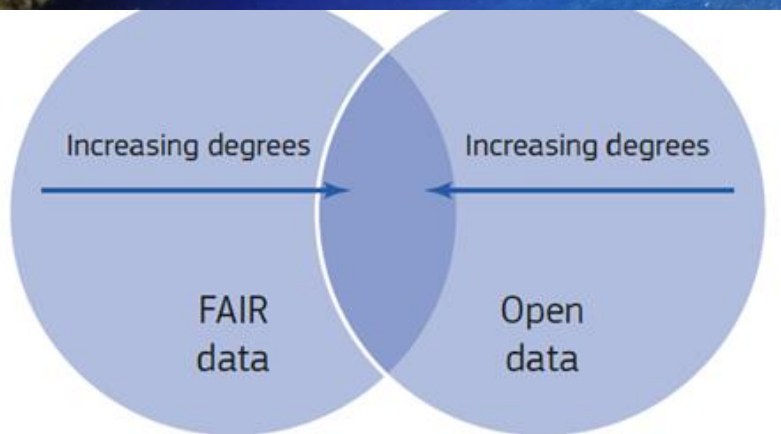 Increasing degrees
Increasing degrees
FAIR
data
Open
data